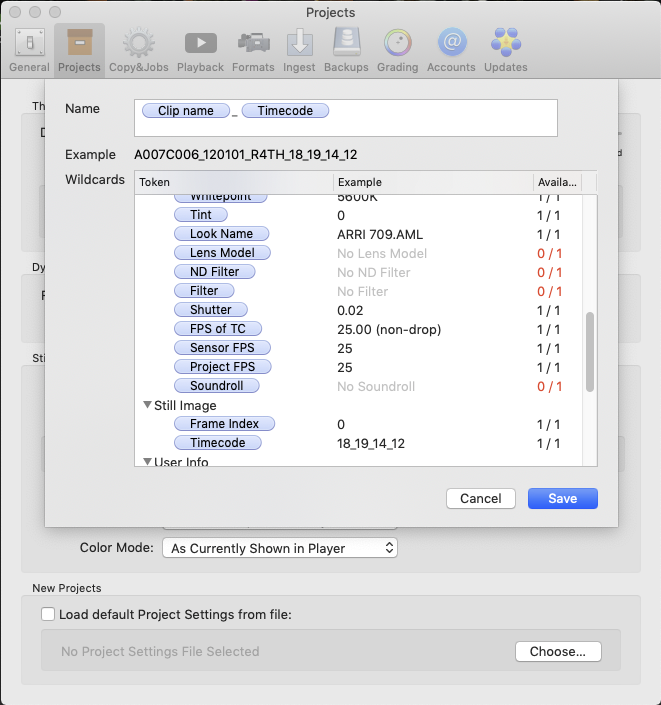 Projects
General Projects Copy&Jobs Playback Formats Ingest Backups Grading Accounts Updates
Th
Name Clip name _ Timecode
Example A007C006_120101_R4TH_18_19_14_12
Wildcards Token Example Availa...
Whitepoint 5600K 1 / 1
Tint 0 1 / 1
Look Name ARRI 709.AML 1 / 1
Lens Model No Lens Model 0 / 1
ND Filter No ND Filter 0 / 1
Filter No Filter 0 / 1
Shutter 0.02 1 / 1
FPS of TC 25.00 (non-drop) 1 / 1
Sensor FPS 25 1 / 1
Project FPS 25 1 / 1
Soundroll No Soundroll 0 / 1
Still Image
Frame Index 0 1 / 1
Timecode 18_19_14_12 1 / 1
User Info
Dy
Sti
Cancel Save
Color Mode: As Currently Shown in Player
New Projects
Load default Project Settings from file:
No Project Settings File Selected Choose...